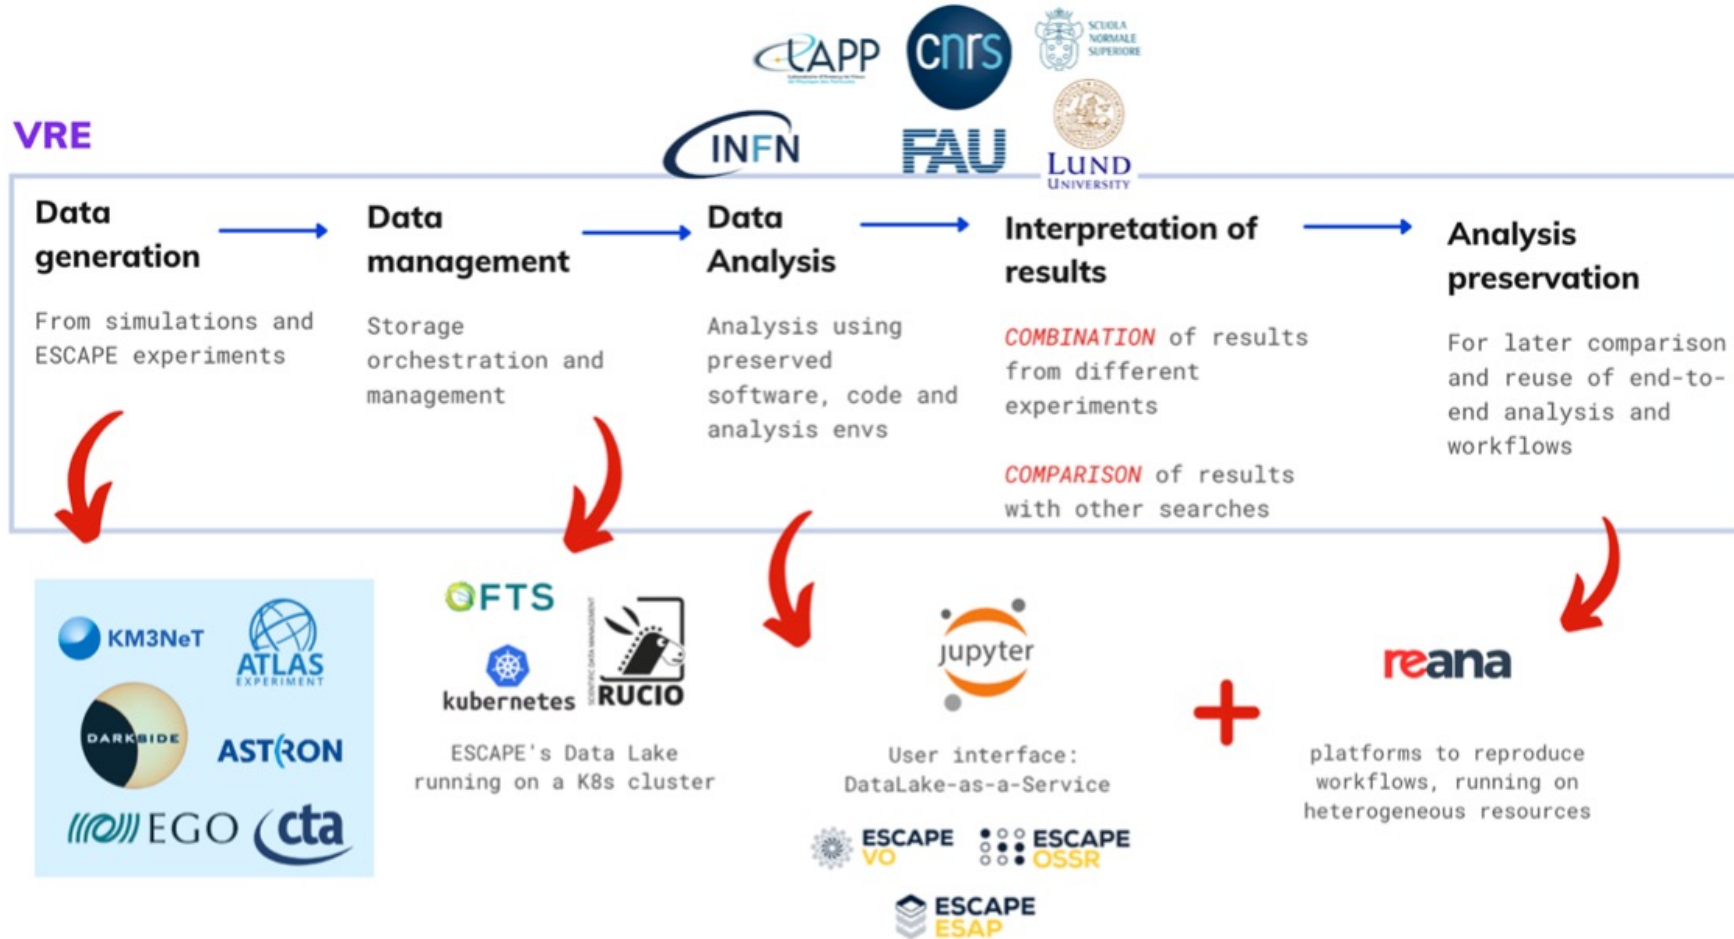 LAPP
cnrs
SCUOLA
NORMALE
SUPERIORE
INFN
FAU
LUND
UNIVERSITY
VRE
Data
generation
From simulations and
ESCAPE experiments
Data
management
Storage
orchestration and
management
Data
Analysis
Analysis using
preserved
software, code and
analysis envs
Interpretation of
results
COMBINATION of results
from different
experiments
COMPARISON of results
with other searches
Analysis
preservation
For later comparison
and reuse of end-to-
end analysis and
workflows
KM3NeT
ATLAS
EXPERIMENT
DARKSIDE
ASTRON
EGO
cta
FTS
kubernetes
SCIENTIFIC DATA MANAGEMENT
RUCIO
ESCAPE's Data Lake
running on a K8s cluster
jupyter
User interface:
DataLake-as-a-Service
ESCAPE
VO
ESCAPE
OSSR
ESCAPE
ESAP
+
reana
platforms to reproduce
workflows, running on
heterogeneous resources